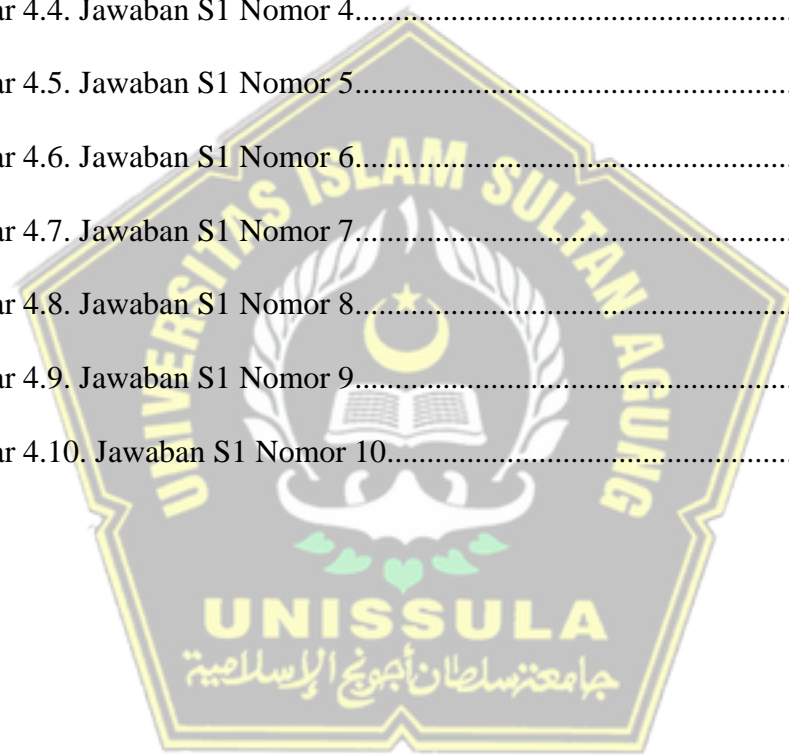 ar 4.4. Jawaban S1 Nomor 4......................................................
ar 4.5. Jawaban S1 Nomor 5......................................................
ar 4.6. Jawaban S1 Nomor 6......................................................
ar 4.7. Jawaban S1 Nomor 7......................................................
ar 4.8. Jawaban S1 Nomor 8......................................................
ar 4.9. Jawaban S1 Nomor 9......................................................
ar 4.10. Jawaban S1 Nomor 10..................................................
UNIVERSITAS ISLAM SULTAN AGUNG
UNISSULA
جامعة سلطان أجونج الإسلامية